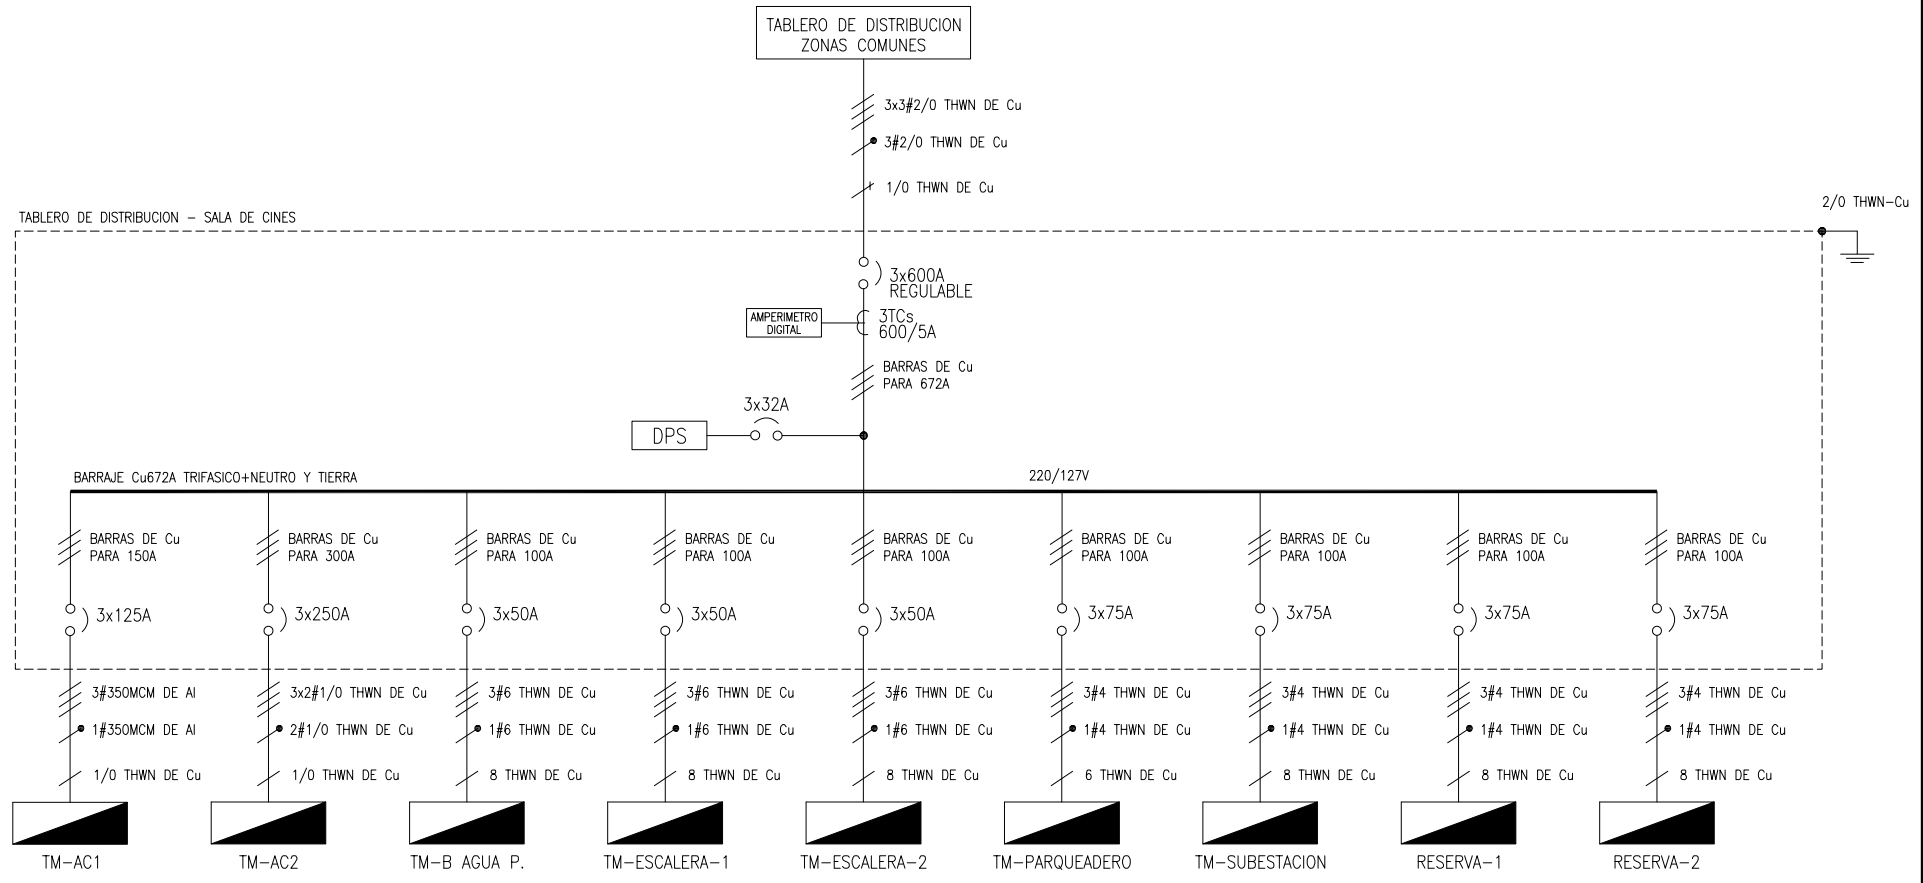 TABLERO DE DISTRIBUCION
ZONAS COMUNES
3x3#2/0 THWN DE Cu
3#2/0 THWN DE Cu
1/0 THWN DE Cu
2/0 THWN-Cu
TABLERO DE DISTRIBUCION - SALA DE CINES
3x600A
REGULABLE
AMPERIMETRO
DIGITAL
3TCs
600/5A
BARRAS DE Cu
PARA 672A
3x32A
DPS
BARRAJE Cu672A TRIFASICO+NEUTRO Y TIERRA
220/127V
BARRAS DE Cu
PARA 150A
BARRAS DE Cu
PARA 300A
BARRAS DE Cu
PARA 100A
BARRAS DE Cu
PARA 100A
BARRAS DE Cu
PARA 100A
BARRAS DE Cu
PARA 100A
BARRAS DE Cu
PARA 100A
BARRAS DE Cu
PARA 100A
BARRAS DE Cu
PARA 100A
3x125A
3x250A
3x50A
3x50A
3x50A
3x75A
3x75A
3x75A
3x75A
3#350MCM DE Al
3x2#1/0 THWN DE Cu
3#6 THWN DE Cu
3#6 THWN DE Cu
3#6 THWN DE Cu
3#4 THWN DE Cu
3#4 THWN DE Cu
3#4 THWN DE Cu
3#4 THWN DE Cu
1#350MCM DE Al
2#1/0 THWN DE Cu
1#6 THWN DE Cu
1#6 THWN DE Cu
1#6 THWN DE Cu
1#4 THWN DE Cu
1#4 THWN DE Cu
1#4 THWN DE Cu
1#4 THWN DE Cu
1/0 THWN DE Cu
1/0 THWN DE Cu
8 THWN DE Cu
8 THWN DE Cu
8 THWN DE Cu
6 THWN DE Cu
8 THWN DE Cu
8 THWN DE Cu
8 THWN DE Cu
TM-AC1
TM-AC2
TM-B AGUA P.
TM-ESCALERA-1
TM-ESCALERA-2
TM-PARQUEADERO
TM-SUBESTACION
RESERVA-1
RESERVA-2